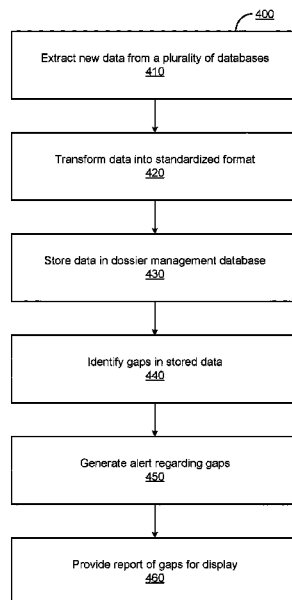 400
Extract new data from a plurality of databases
410
Transform data into standardized format
420
Store data in dossier management database
430
Identify gaps in stored data
440
Generate alert regarding gaps
450
Provide report of gaps for display
460